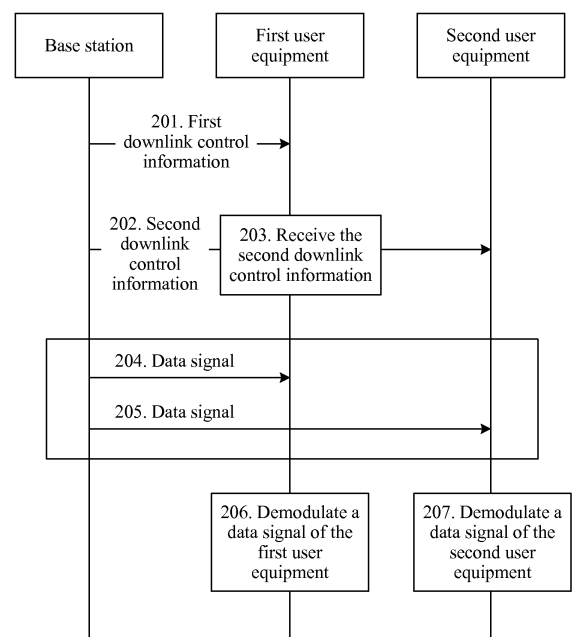 Base station
First user
equipment
Second user
equipment
201. First
downlink control
information
202. Second
downlink
control
information
203. Receive the
second downlink
control information
204. Data signal
205. Data signal
206. Demodulate a
data signal of the
first user
equipment
207. Demodulate a
data signal of the
second user
equipment